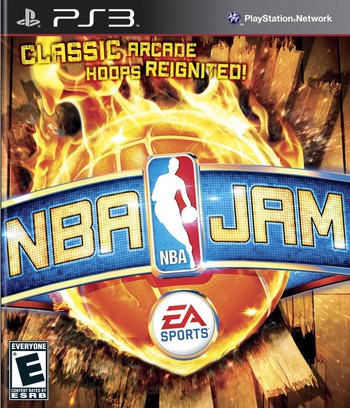 PS3
PlayStation Network
CLASSIC ARCADE
HOOPS REIGNITED!
NBA JAM
NBA
EA
SPORTS
EVERYONE
E
CONTENT RATED BY
ESRB